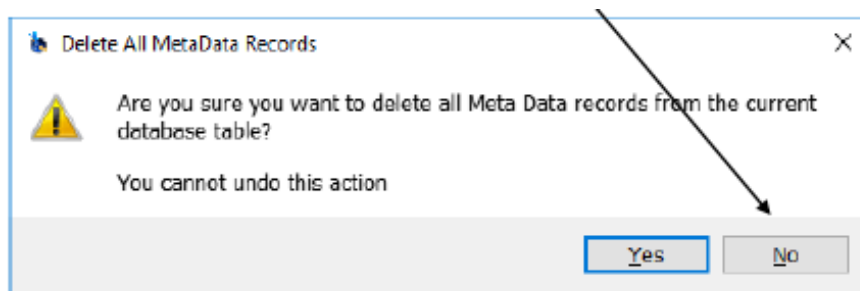 Delete All MetaData Records
Are you sure you want to delete all Meta Data records from the current
database table?
You cannot undo this action
Yes
No